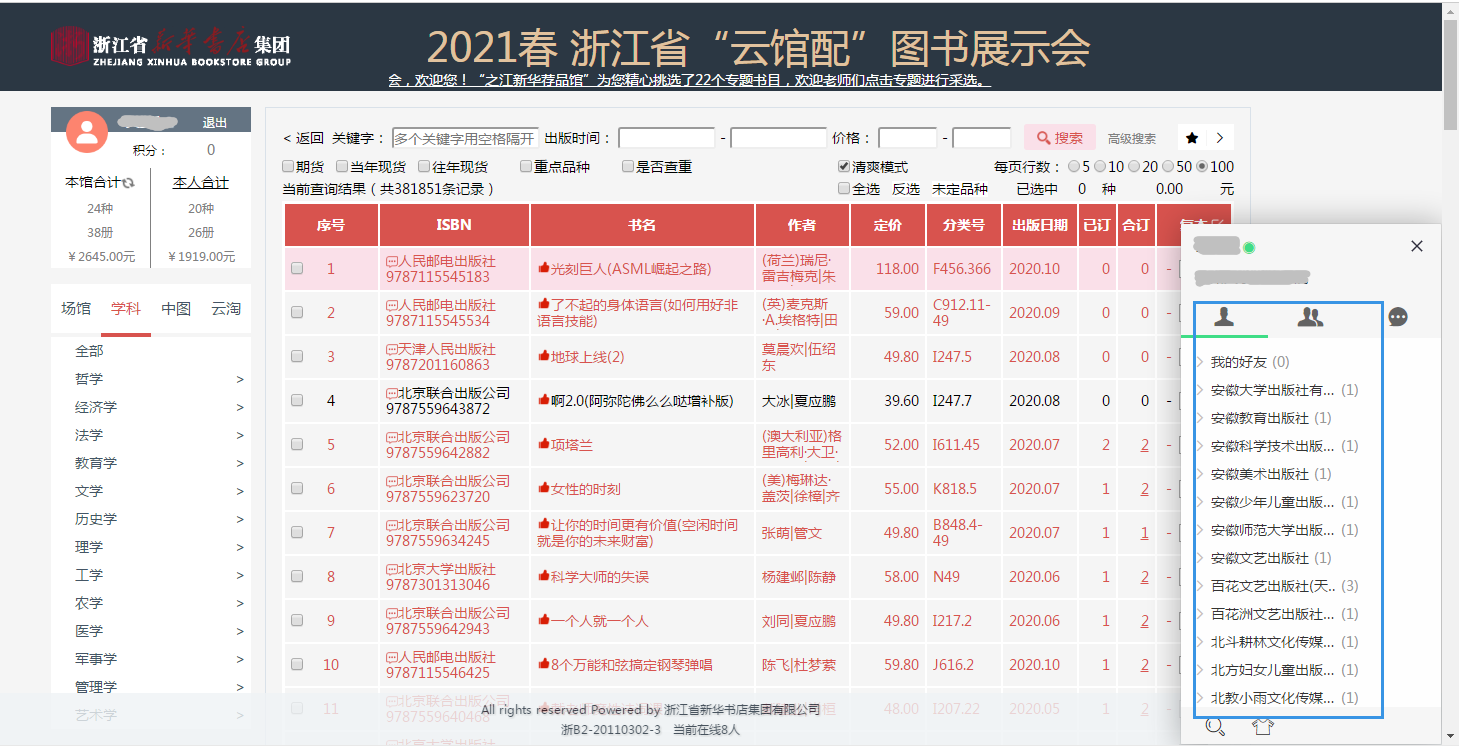 浙江省新华书店集团
ZHEJIANG XINHUA BOOKSTORE GROUP
2021春 浙江省“云馆配”图书展示会
会，欢迎您！“之江新华荐品馆”为您精心挑选了22个专题书目，欢迎老师们点击专题进行采选。
退出
积分： 0
本馆合计 本人合计
24种 20种
38册 26册
￥2645.00元 ￥1919.00元
场馆 学科 中图 云淘
全部
哲学 >
经济学 >
法学 >
教育学 >
文学 >
历史学 >
理学 >
工学 >
农学 >
医学 >
军事学 >
管理学 >
艺术学 >
< 返回 关键字： 多个关键字用空格隔开 出版时间： - 价格： - 搜索 高级搜索
期货 当年现货 往年现货 重点品种 是否查重 清爽模式 每页行数： 5 10 20 50 100
当前查询结果（共381851条记录） 全选 反选 未定品种 已选中 0 种 0.00 元
序号 ISBN 书名 作者 定价 分类号 出版日期 已订 合订
1 人民邮电出版社 9787115545183 光刻巨人(ASML崛起之路) (荷兰)瑞尼·雷吉梅克|朱 118.00 F456.366 2020.10 0 0 -
2 人民邮电出版社 9787115545534 了不起的身体语言(如何用好非语言技能) (英)麦克斯·A.埃格特|田 59.00 C912.11-49 2020.09 0 0 -
3 天津人民出版社 9787201160863 地球上线(2) 莫晨欢|伍绍东 49.80 I247.5 2020.08 0 0 -
4 北京联合出版公司 9787559643872 啊2.0(阿弥陀佛么么哒增补版) 大冰|夏应鹏 39.60 I247.7 2020.08 0 0 -
5 北京联合出版公司 9787559642882 项塔兰 (澳大利亚)格里高利·大卫· 52.00 I611.45 2020.07 2 2 -
6 北京联合出版公司 9787559623720 女性的时刻 (美)梅琳达·盖茨|徐樟|齐 55.00 K818.5 2020.07 1 2 -
7 北京联合出版公司 9787559634245 让你的时间更有价值(空闲时间就是你的未来财富) 张萌|管文 49.80 B848.4-49 2020.07 1 1 -
8 北京大学出版社 9787301313046 科学大师的失误 杨建邺|陈静 58.00 N49 2020.06 1 2 -
9 北京联合出版公司 9787559642943 一个人就一个人 刘同|夏应鹏 49.80 I217.2 2020.06 1 2 -
10 人民邮电出版社 9787115546425 8个万能和弦搞定钢琴弹唱 陈飞|杜梦萦 59.80 J616.2 2020.10 1 2 -
11 北京联合出版公司 9787559640468 48.00 I207.22 2020.05 1 2
All rights reserved Powered by 浙江省新华书店集团有限公司
浙B2-20110302-3 当前在线8人
我的好友 (0)
安徽大学出版社有... (1)
安徽教育出版社 (1)
安徽科学技术出版... (1)
安徽美术出版社 (1)
安徽少年儿童出版... (1)
安徽师范大学出版... (1)
安徽文艺出版社 (1)
百花文艺出版社(天.. (3)
百花洲文艺出版社... (1)
北斗耕林文化传媒... (1)
北方妇女儿童出版... (1)
北教小雨文化传媒... (1)